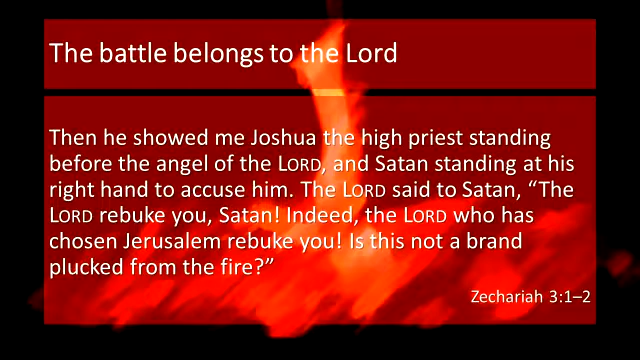 The battle belongs to the Lord
Then he showed me Joshua the high priest standing
before the angel of the LORD, and Satan standing at his
right hand to accuse him. The LORD said to Satan, “The
LORD rebuke you, Satan! Indeed, the LORD who has
chosen Jerusalem rebuke you! Is this not a brand
plucked from the fire?”
Zechariah 3:1–2